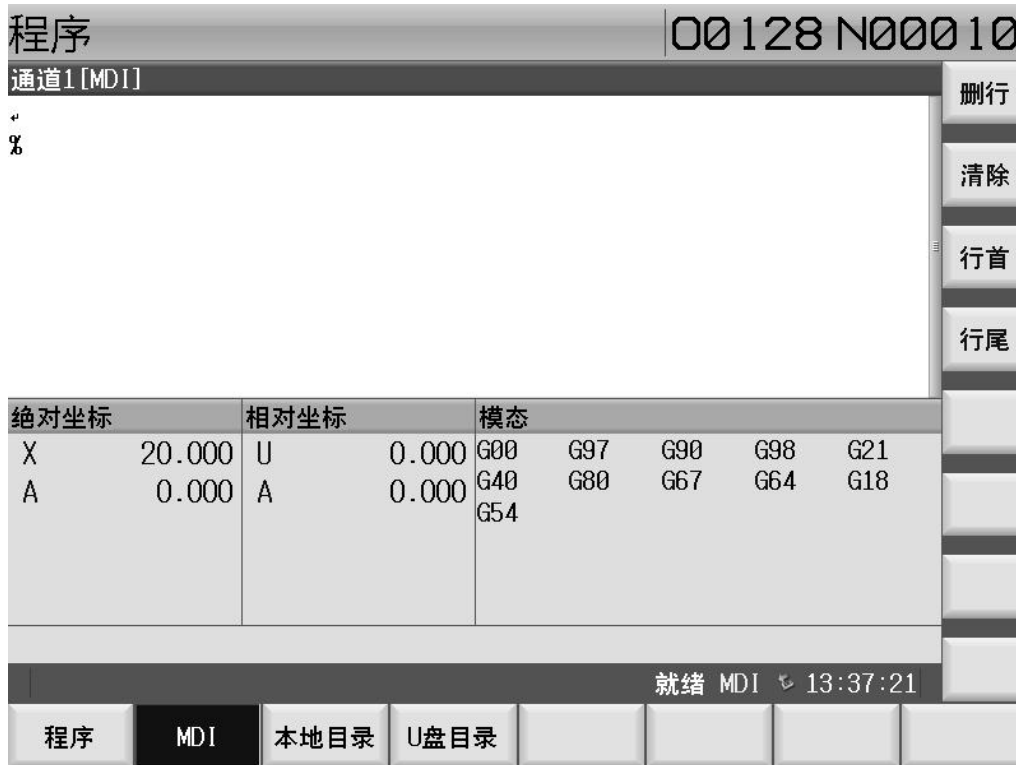 程序 O0128 N00010
通道1[MDI]
↵
%
删行
清除
行首
行尾
绝对坐标 相对坐标 模态
X 20.000 U 0.000 G00 G97 G90 G98 G21
A 0.000 A 0.000 G40 G80 G67 G64 G18
G54
就绪 MDI 13:37:21
程序 MDI 本地目录 U盘目录